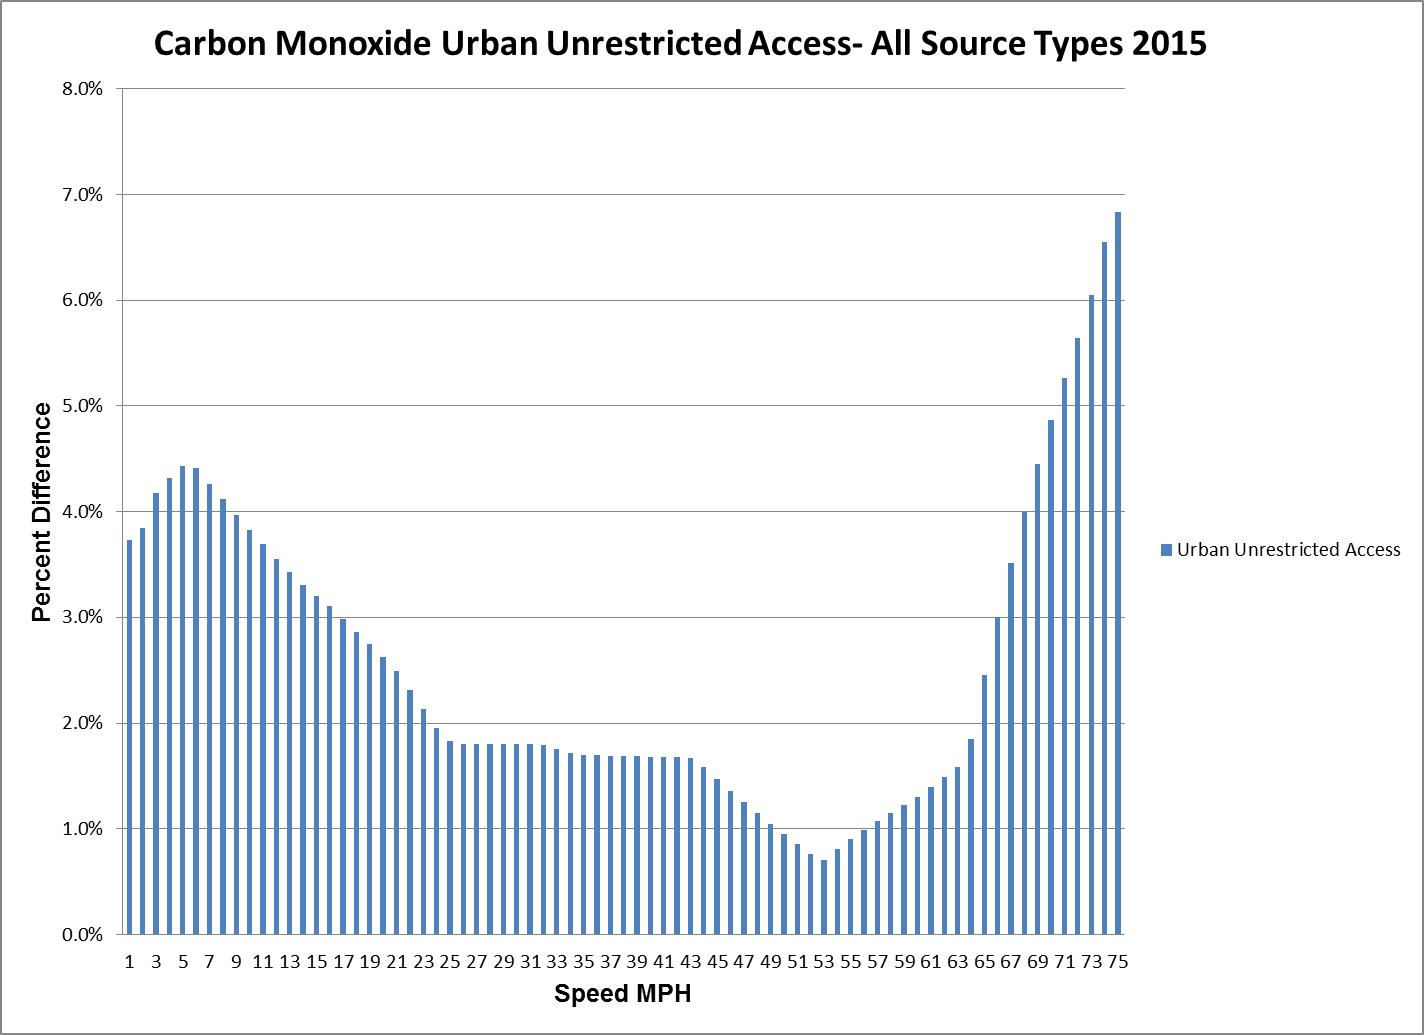 Carbon Monoxide Urban Unrestricted Access- All Source Types 2015
8.0%
7.0%
6.0%
5.0%
4.0%
3.0%
2.0%
1.0%
0.0%
Percent Difference
1 3 5 7 9 11 13 15 17 19 21 23 25 27 29 31 33 35 37 39 41 43 45 47 49 51 53 55 57 59 61 63 65 67 69 71 73 75
Speed MPH
Urban Unrestricted Access